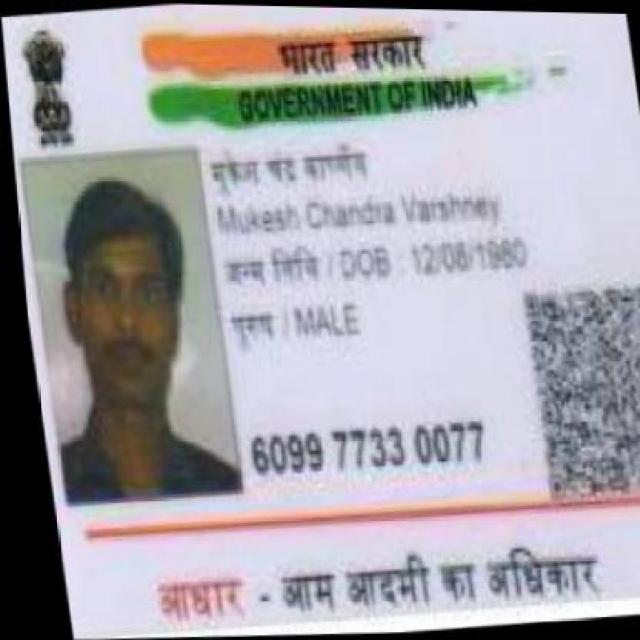 भारत सरकार
GOVERNMENT OF INDIA
मुकेश चंद्र वार्ष्णेय
Mukesh Chandra Varshney
जन्म तिथि / DOB : 12/08/1980
पुरुष / MALE
6099 7733 0077
आधार - आम आदमी का अधिकार